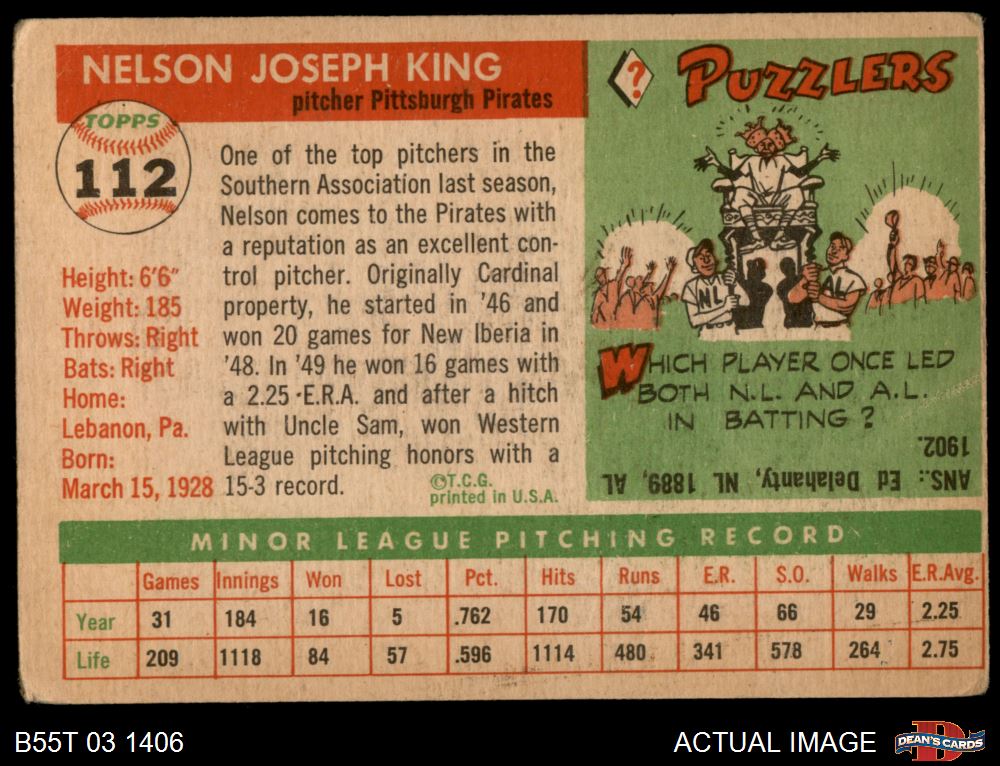 NELSON JOSEPH KING
pitcher Pittsburgh Pirates
TOPPS
112
One of the top pitchers in the
Southern Association last season,
Nelson comes to the Pirates with
a reputation as an excellent con-
trol pitcher. Originally Cardinal
property, he started in '46 and
won 20 games for New Iberia in
'48. In '49 he won 16 games with
a 2.25 E.R.A. and after a hitch
with Uncle Sam, won Western
League pitching honors with a
15-3 record.
©T.C.G.
printed in U.S.A.
Height: 6'6"
Weight: 185
Throws: Right
Bats: Right
Home:
Lebanon, Pa.
Born:
March 15, 1928
?
PUZZLERS
NL
AL
WHICH PLAYER ONCE LED
BOTH N.L. AND A.L.
IN BATTING?
ANS.: Ed Delahanty, NL 1889, AL
1902.
MINOR LEAGUE PITCHING RECORD
Games Innings Won Lost Pct. Hits Runs E.R. S.O. Walks E.R.Avg.
Year 31 184 16 5 .762 170 54 46 66 29 2.25
Life 209 1118 84 57 .596 1114 480 341 578 264 2.75
B55T 03 1406
ACTUAL IMAGE
DEAN'S CARDS